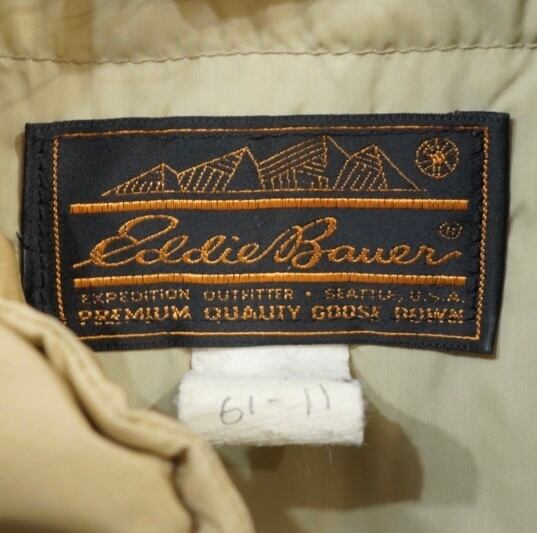 Eddie Bauer ®
EXPEDITION OUTFITTER • SEATTLE, U.S.A.
PREMIUM QUALITY GOOSE DOWN
61-11